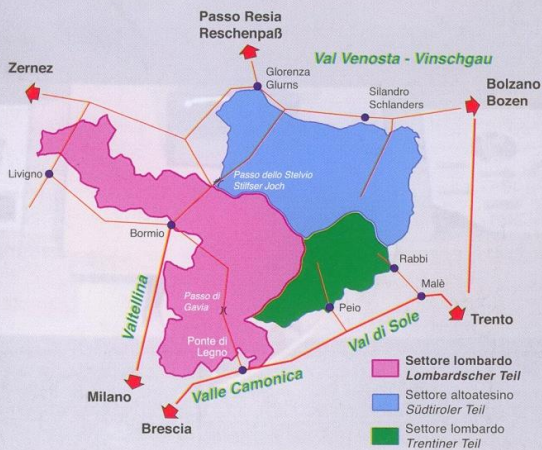 Passo Resia
Reschenpaß
Val Venosta - Vinschgau
Zernez
Glorenza
Glurns
Silandro
Schlanders
Bolzano
Bozen
Livigno
Passo dello Stelvio
Stilfser Joch
Bormio
Rabbi
Malè
Valtellina
Passo di
Gavia
Peio
Trento
Ponte di
Legno
Val di Sole
Settore lombardo
Lombardscher Teil
Milano
Valle Camonica
Settore altoatesino
Südtiroler Teil
Brescia
Settore lombardo
Trentiner Teil